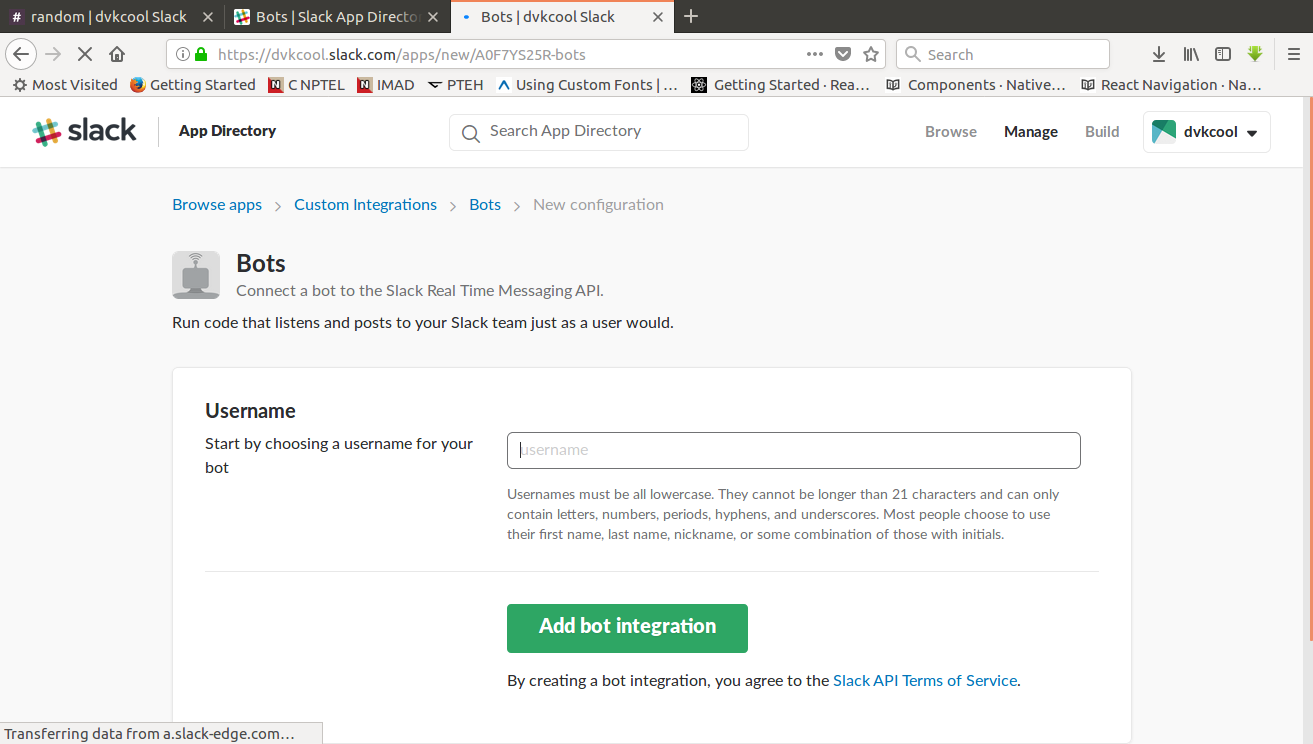 # random | dvkcool Slack
Bots | Slack App Directo
Bots | dvkcool Slack
https://dvkcool.slack.com/apps/new/A0F7YS25R-bots
Search
Most Visited
Getting Started
N C NPTEL
N IMAD
PTEH
Using Custom Fonts | ...
Getting Started · Rea...
Components · Native...
React Navigation · Na...
slack
App Directory
Search App Directory
Browse
Manage
Build
dvkcool
Browse apps > Custom Integrations > Bots > New configuration
Bots
Connect a bot to the Slack Real Time Messaging API.
Run code that listens and posts to your Slack team just as a user would.
Username
Start by choosing a username for your
bot
username
Usernames must be all lowercase. They cannot be longer than 21 characters and can only
contain letters, numbers, periods, hyphens, and underscores. Most people choose to use
their first name, last name, nickname, or some combination of those with initials.
Add bot integration
By creating a bot integration, you agree to the Slack API Terms of Service.
Transferring data from a.slack-edge.com...